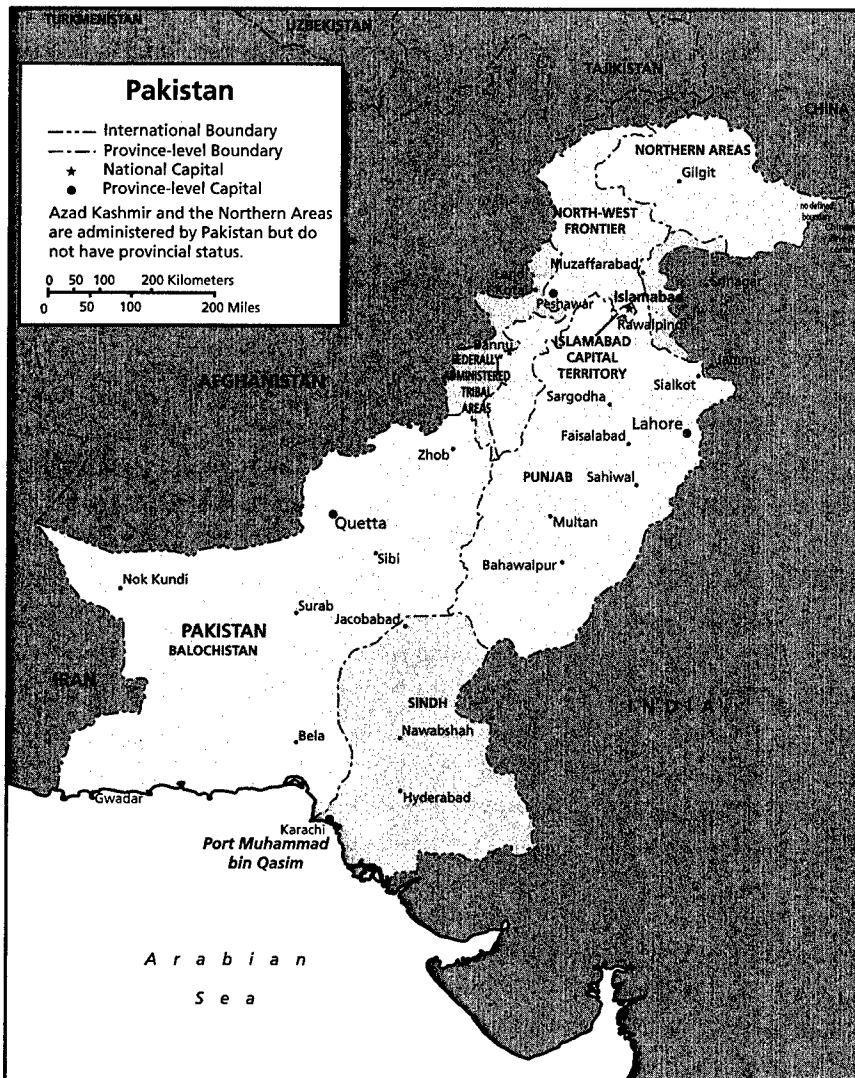 TURKMENISTAN
UZBEKISTAN
TAJIKISTAN
CHINA
Pakistan
International Boundary
Province-level Boundary
National Capital
Province-level Capital
Azad Kashmir and the Northern Areas
are administered by Pakistan but do
not have provincial status.
0 50 100 200 Kilometers
0 50 100 200 Miles
NORTHERN AREAS
Gilgit
no defined
boundary
NORTH-WEST
FRONTIER
Muzaffarabad
Srinagar
Islamabad
Peshawar
Rawalpindi
Bannu
ISLAMABAD
CAPITAL
TERRITORY
FEDERALLY
ADMINISTERED
TRIBAL
AREAS
Jammu
AFGHANISTAN
Sialkot
Sargodha
Lahore
Faisalabad
Zhob
PUNJAB
Sahiwal
Quetta
Multan
Sibi
Bahawalpur
Nok Kundi
Surab
Jacobabad
PAKISTAN
BALOCHISTAN
IRAN
SINDH
INDIA
Nawabshah
Bela
Gwadar
Hyderabad
Karachi
Port Muhammad
bin Qasim
Arabian
Sea